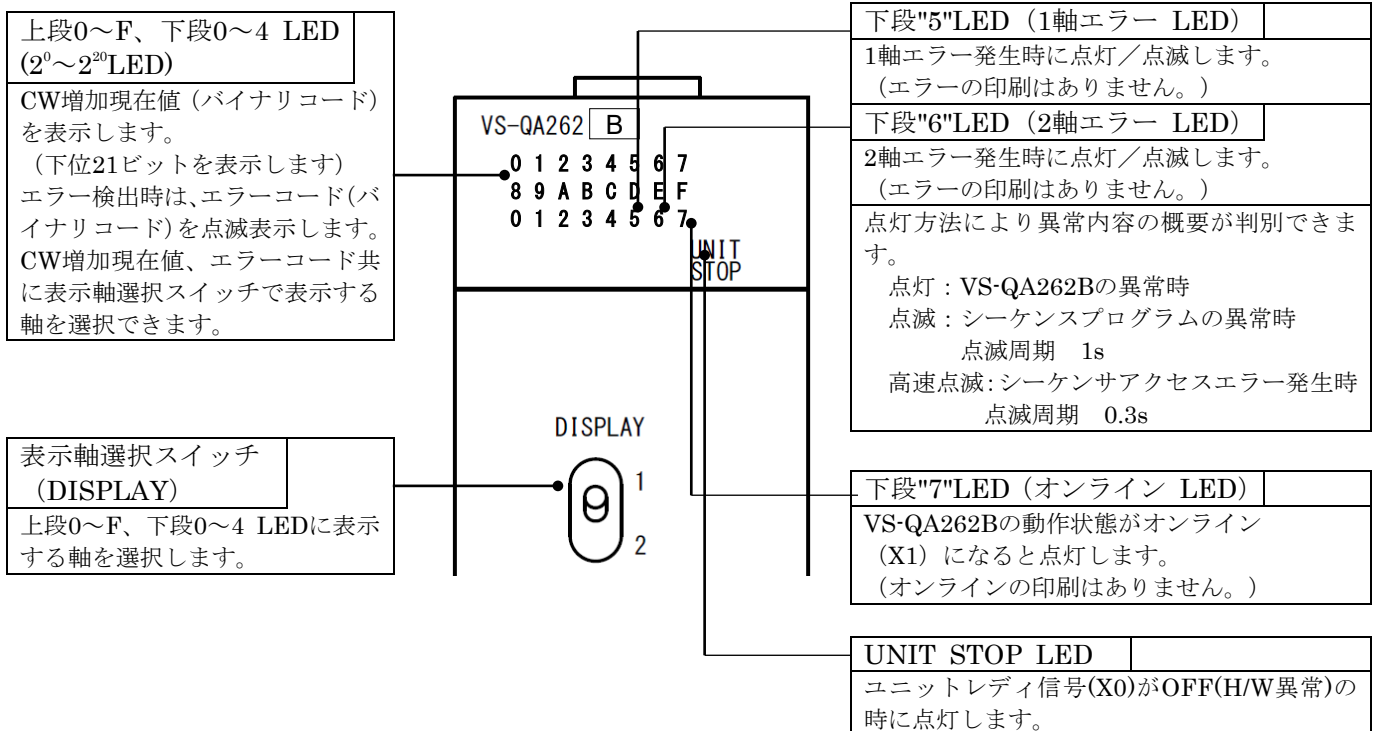 上段0～F、下段0～4 LED
(2⁰～2²⁰LED)
CW増加現在値（バイナリコード）
を表示します。
（下位21ビットを表示します）
エラー検出時は、エラーコード(バ
イナリコード)を点滅表示します。
CW増加現在値、エラーコード共
に表示軸選択スイッチで表示する
軸を選択できます。
表示軸選択スイッチ
（DISPLAY）
上段0～F、下段0～4 LEDに表示
する軸を選択します。
VS-QA262 B
0 1 2 3 4 5 6 7
8 9 A B C D E F
0 1 2 3 4 5 6 7
UNIT
STOP
DISPLAY
1
2
下段"5"LED（1軸エラー LED）
1軸エラー発生時に点灯／点滅します。
（エラーの印刷はありません。）
下段"6"LED（2軸エラー LED）
2軸エラー発生時に点灯／点滅します。
（エラーの印刷はありません。）
点灯方法により異常内容の概要が判別できま
す。
点灯：VS-QA262Bの異常時
点滅：シーケンスプログラムの異常時
点滅周期 1s
高速点滅:シーケンサアクセスエラー発生時
点滅周期 0.3s
下段"7"LED（オンライン LED）
VS-QA262Bの動作状態がオンライン
（X1）になると点灯します。
（オンラインの印刷はありません。）
UNIT STOP LED
ユニットレディ信号(X0)がOFF(H/W異常)の
時に点灯します。